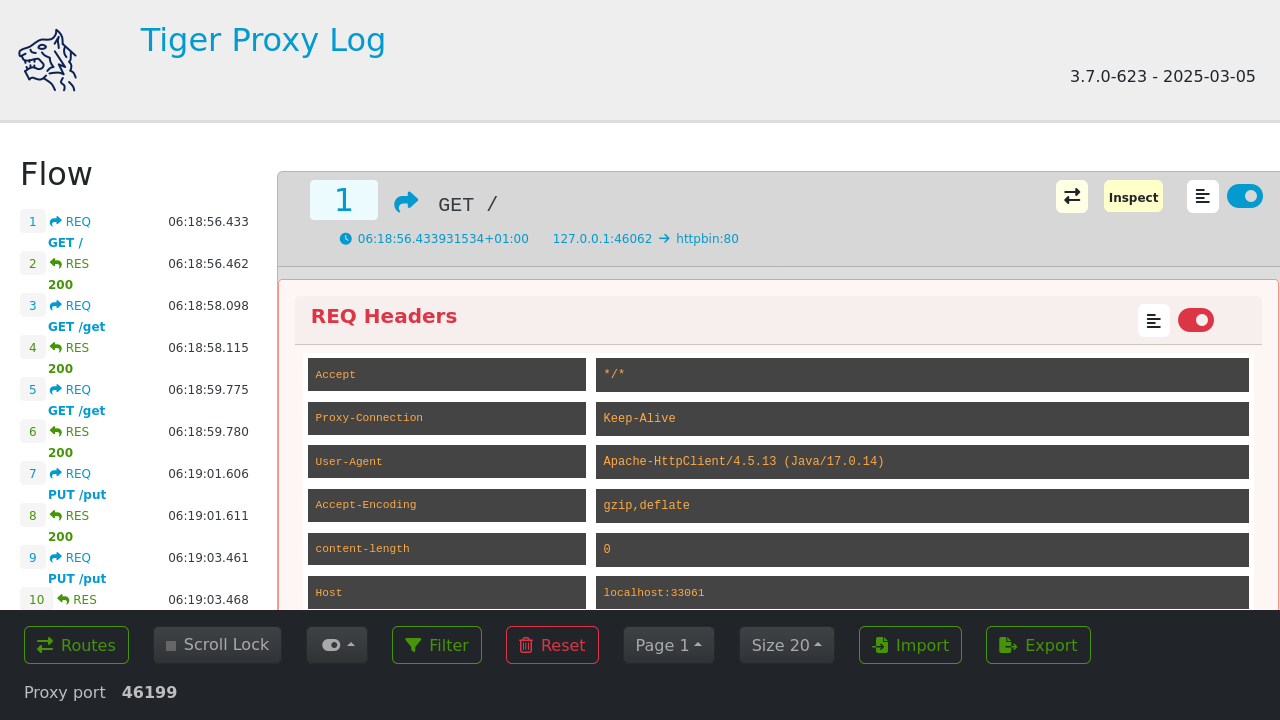 Tiger Proxy Log
3.7.0-623 - 2025-03-05
Flow
1 REQ 06:18:56.433
GET /
2 RES 06:18:56.462
200
3 REQ 06:18:58.098
GET /get
4 RES 06:18:58.115
200
5 REQ 06:18:59.775
GET /get
6 RES 06:18:59.780
200
7 REQ 06:19:01.606
PUT /put
8 RES 06:19:01.611
200
9 REQ 06:19:03.461
PUT /put
10 RES 06:19:03.468
1 GET / Inspect
06:18:56.433931534+01:00 127.0.0.1:46062 → httpbin:80
REQ Headers
Accept */*
Proxy-Connection Keep-Alive
User-Agent Apache-HttpClient/4.5.13 (Java/17.0.14)
Accept-Encoding gzip,deflate
content-length 0
Host localhost:33061
Routes Scroll Lock Filter Reset Page 1 Size 20 Import Export
Proxy port 46199